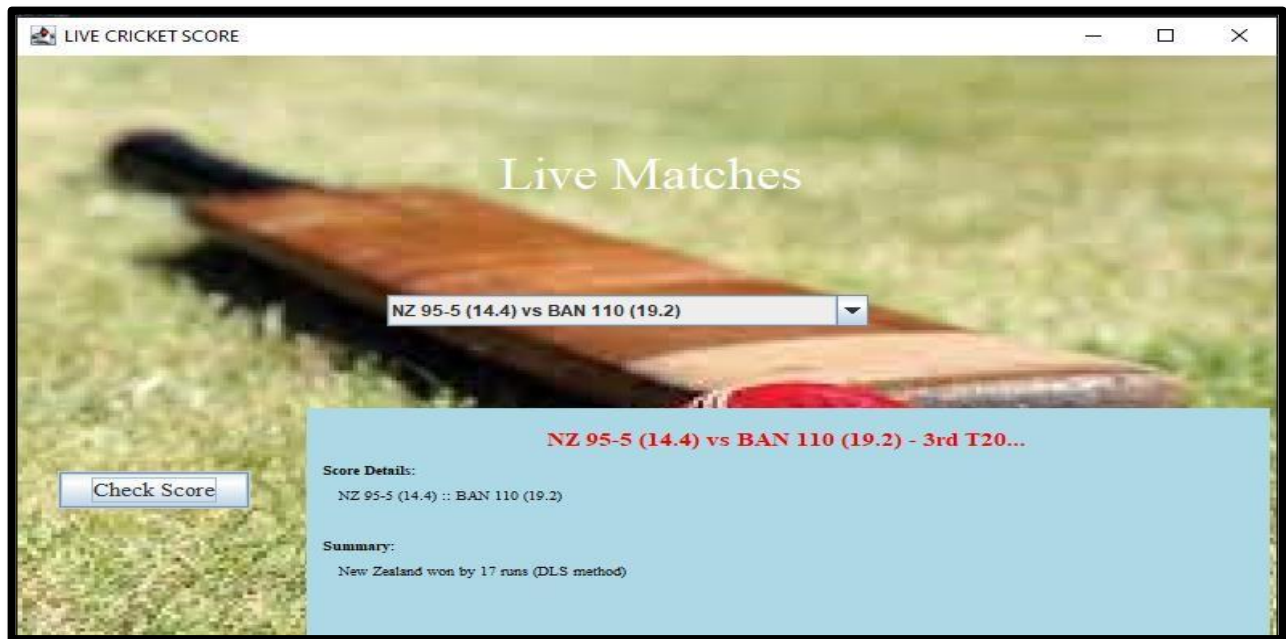 LIVE CRICKET SCORE
Live Matches
NZ 95-5 (14.4) vs BAN 110 (19.2)
NZ 95-5 (14.4) vs BAN 110 (19.2) - 3rd T20...
Score Details:
NZ 95-5 (14.4) :: BAN 110 (19.2)
Check Score
Summary:
New Zealand won by 17 runs (DLS method)